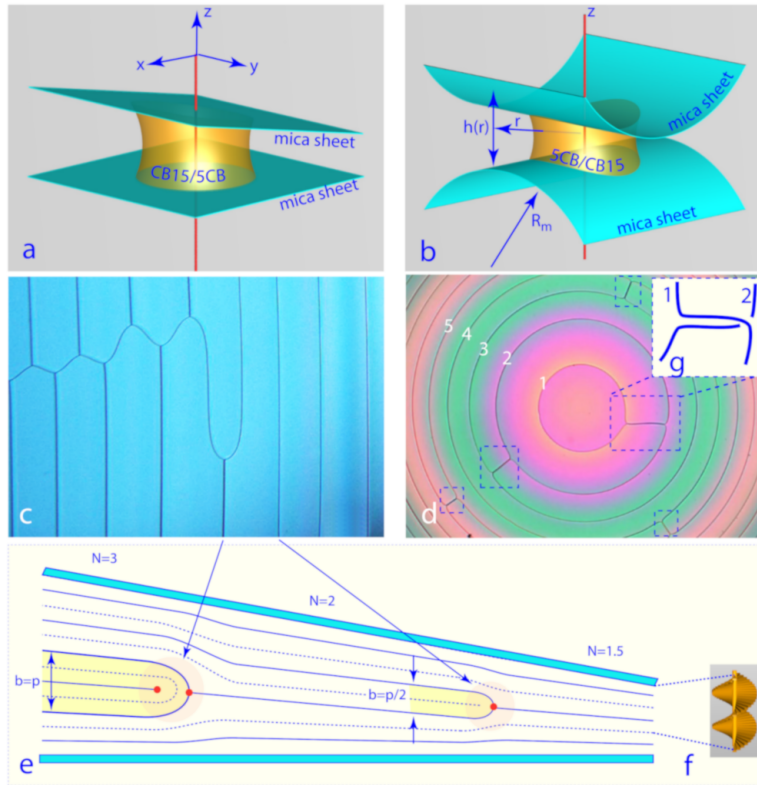 z
x
y
mica sheet
CB15/5CB
mica sheet
a
z
mica sheet
h(r)
r
5CB/CB15
mica sheet
R_m
b
c
5
4
3
2
1
1
2
g
d
N=3
N=2
N=1.5
b=p
b=p/2
e
f